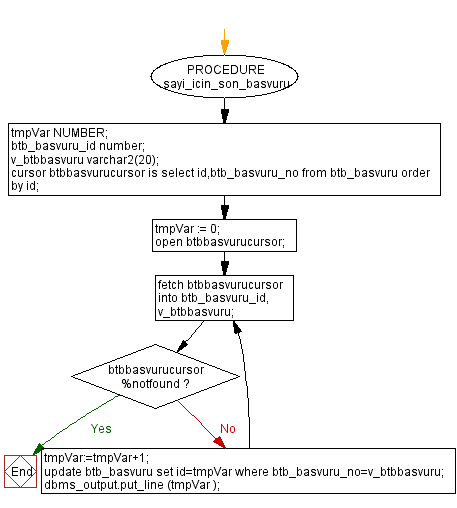 PROCEDURE
sayi_icin_son_basvuru
tmpVar NUMBER;
btb_basvuru_id number;
v_btbbasvuru varchar2(20);
cursor btbbasvurucursor is select id,btb_basvuru_no from btb_basvuru order
by id;
tmpVar := 0;
open btbbasvurucursor;
fetch btbbasvurucursor
into btb_basvuru_id,
v_btbbasvuru;
btbbasvurucursor
%notfound ?
Yes
No
End
tmpVar:=tmpVar+1;
update btb_basvuru set id=tmpVar where btb_basvuru_no=v_btbbasvuru;
dbms_output.put_line (tmpVar );